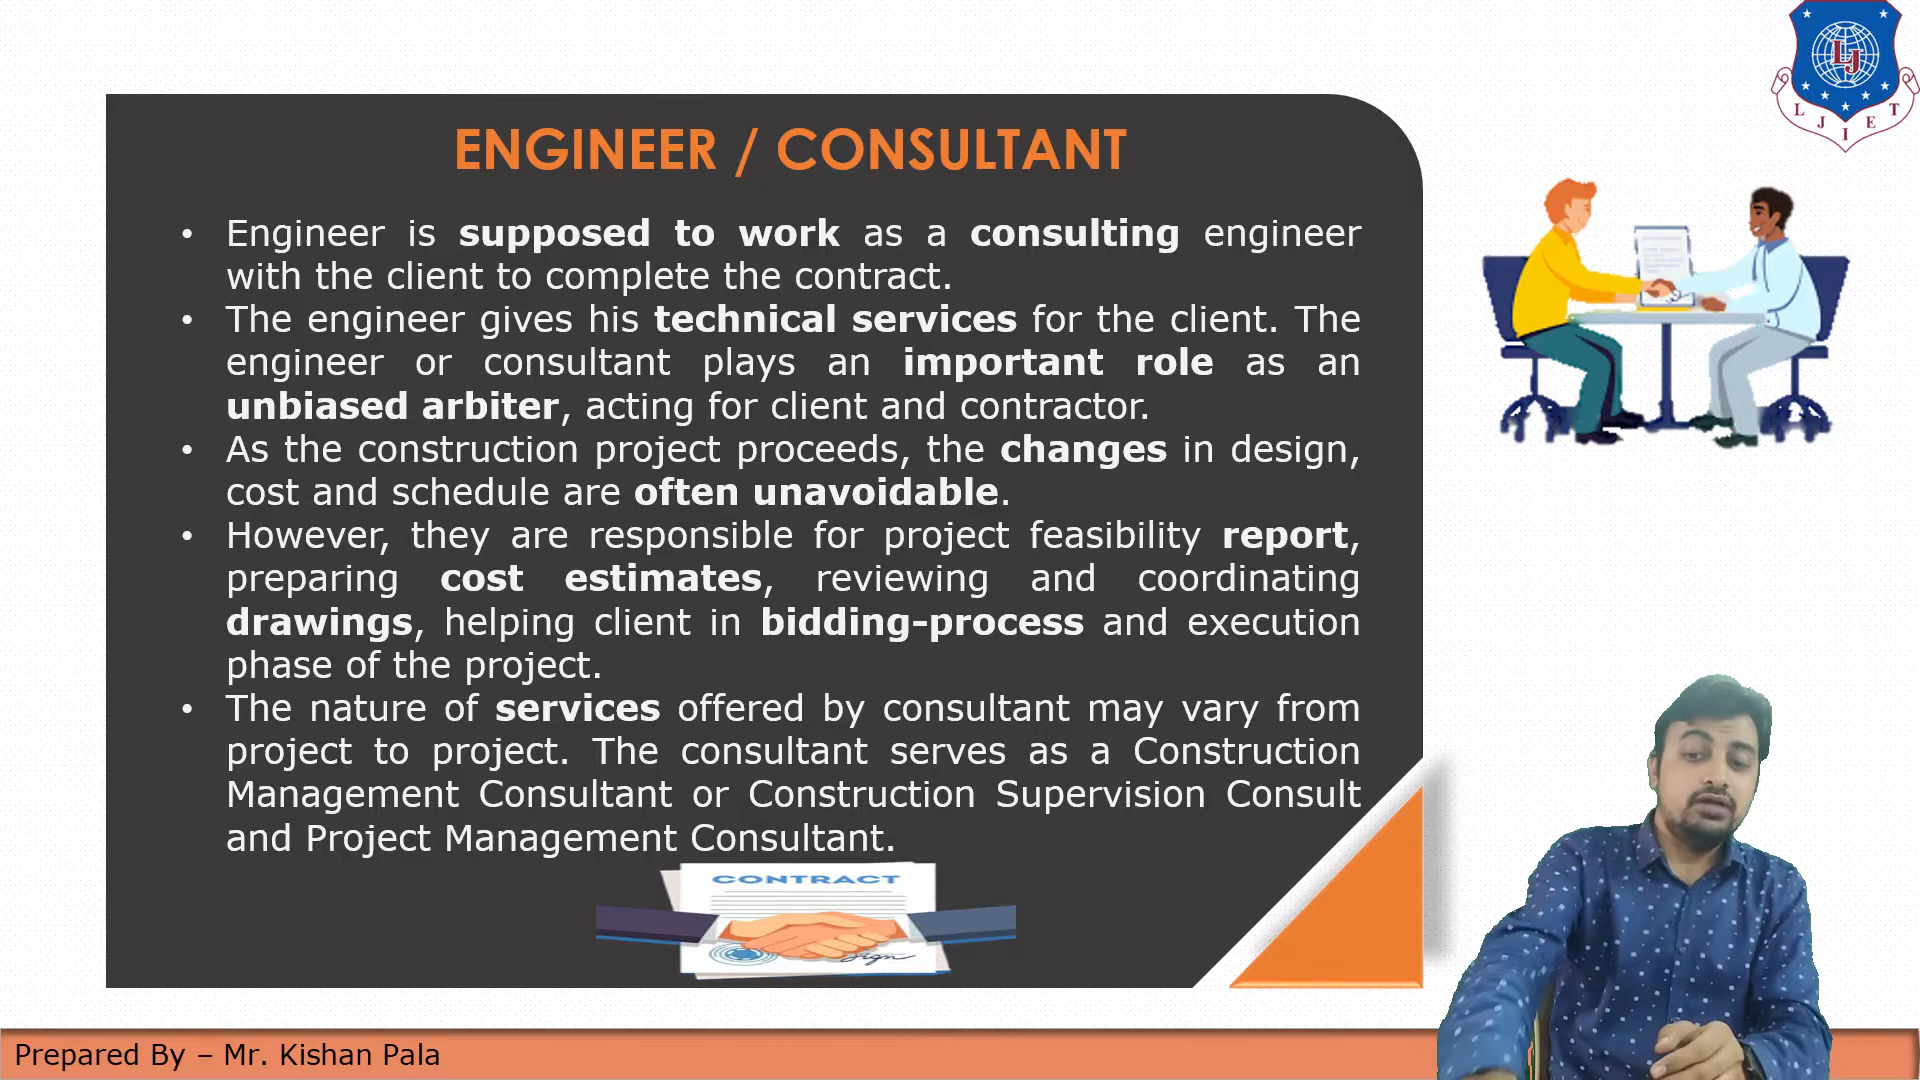 LJ
L J I E T
ENGINEER / CONSULTANT
• Engineer is supposed to work as a consulting engineer
with the client to complete the contract.
• The engineer gives his technical services for the client. The
engineer or consultant plays an important role as an
unbiased arbiter, acting for client and contractor.
• As the construction project proceeds, the changes in design,
cost and schedule are often unavoidable.
• However, they are responsible for project feasibility report,
preparing cost estimates, reviewing and coordinating
drawings, helping client in bidding-process and execution
phase of the project.
• The nature of services offered by consultant may vary from
project to project. The consultant serves as a Construction
Management Consultant or Construction Supervision Consult
and Project Management Consultant.
CONTRACT
Sign
Prepared By – Mr. Kishan Pala